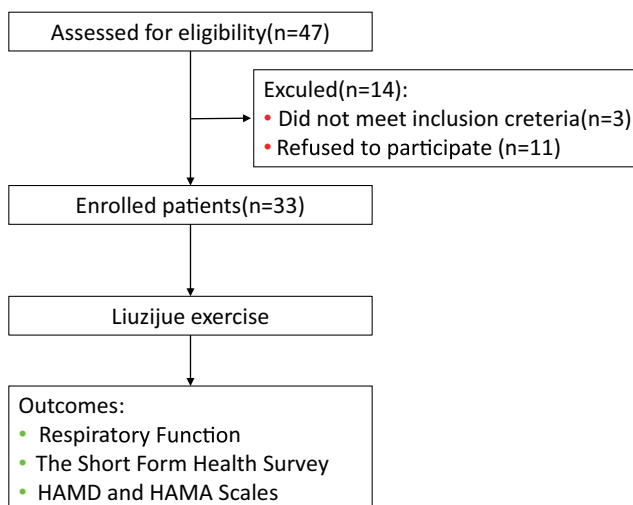 Assessed for eligibility(n=47)
Exculed(n=14):
• Did not meet inclusion creteria(n=3)
• Refused to participate (n=11)
Enrolled patients(n=33)
Liuzijue exercise
Outcomes:
• Respiratory Function
• The Short Form Health Survey
• HAMD and HAMA Scales